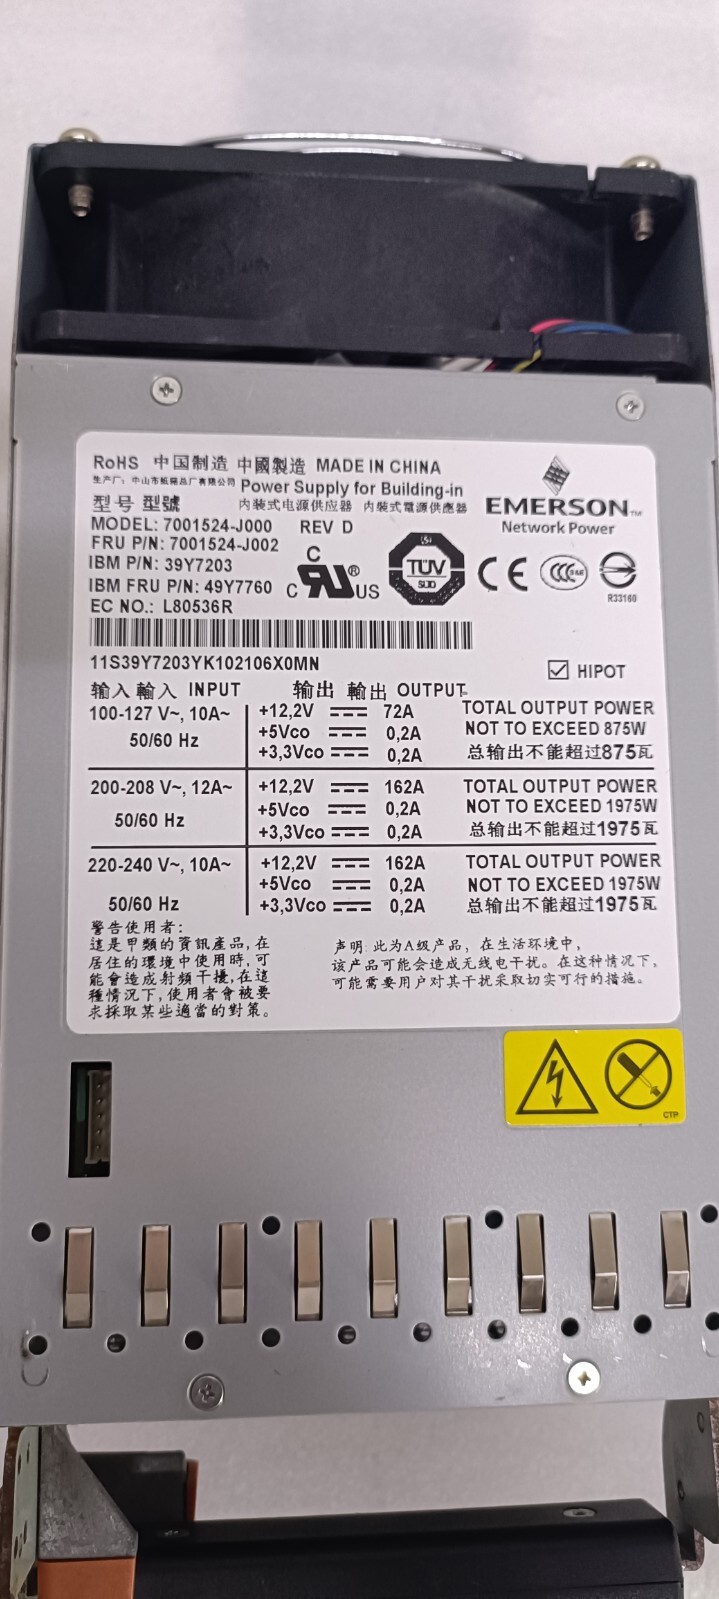 RoHS 中国制造 中國製造 MADE IN CHINA
Power Supply for Building-in
型号 型號 内装式电源供应器 內裝式電源供應器
MODEL: 7001524-J000 REV D
FRU P/N: 7001524-J002
IBM P/N: 39Y7203
IBM FRU P/N: 49Y7760
EC NO.: L80536R
EMERSON™
Network Power
C RU ® US
TÜV
SÜD
CE
CCC S&E
R33160
11S39Y7203YK102106X0MN
HIPOT
输入 輸入 INPUT 输出 輸出 OUTPUT
100-127 V~, 10A~
50/60 Hz
+12,2V 72A
+5Vco 0,2A
+3,3Vco 0,2A
TOTAL OUTPUT POWER
NOT TO EXCEED 875W
总输出不能超过875瓦
200-208 V~, 12A~
50/60 Hz
+12,2V 162A
+5Vco 0,2A
+3,3Vco 0,2A
TOTAL OUTPUT POWER
NOT TO EXCEED 1975W
总输出不能超过1975瓦
220-240 V~, 10A~
50/60 Hz
+12,2V 162A
+5Vco 0,2A
+3,3Vco 0,2A
TOTAL OUTPUT POWER
NOT TO EXCEED 1975W
总输出不能超过1975瓦
警告使用者:
這是甲類的資訊產品,在
居住的環境中使用時,可
能會造成射頻干擾,在這
種情況下,使用者會被要
求採取某些適當的對策。
声明: 此为A级产品, 在生活环境中,
该产品可能会造成无线电干扰。在这种情况下,
可能需要用户对其干扰采取切实可行的措施。
CTP